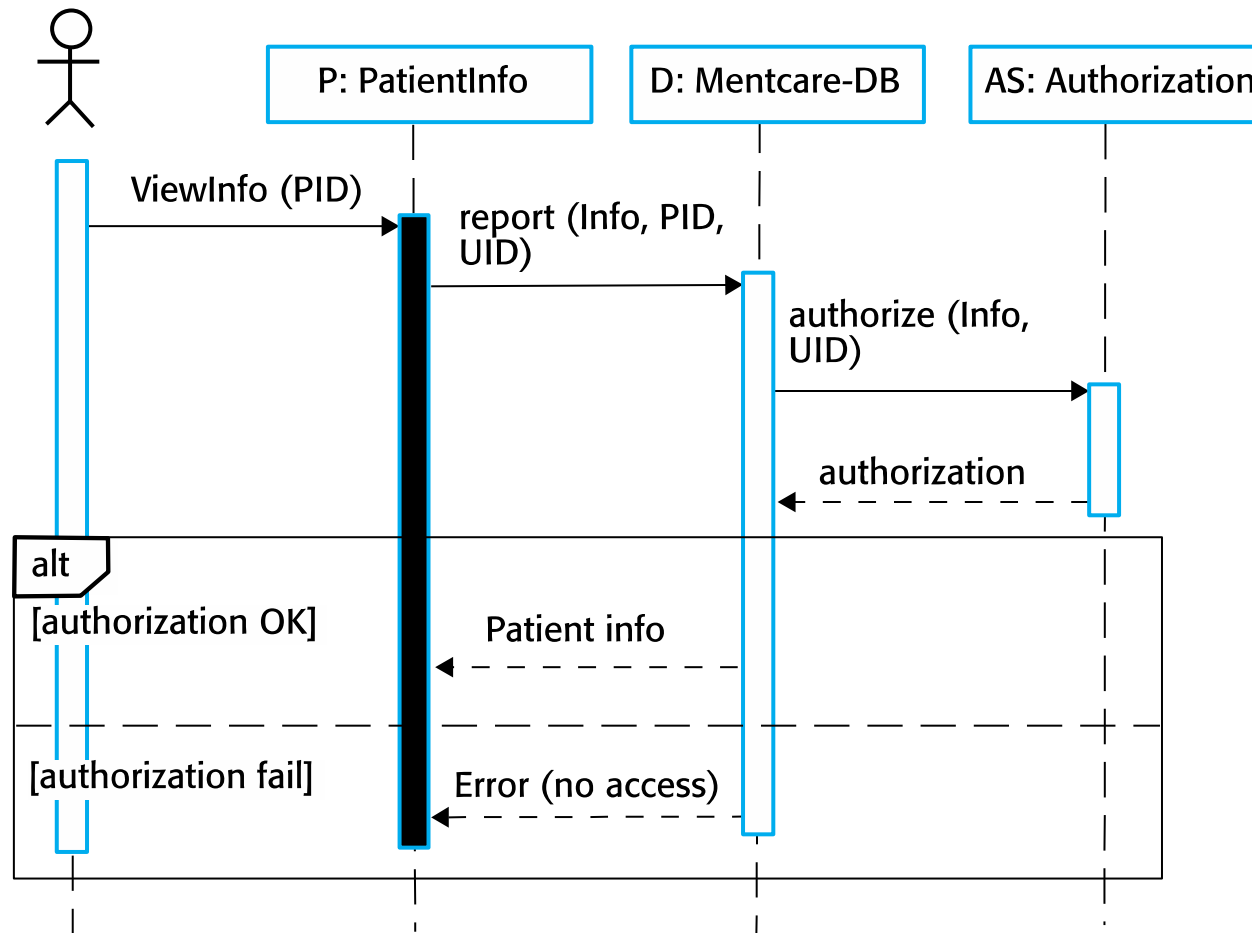 P: PatientInfo
D: Mentcare-DB
AS: Authorization
ViewInfo (PID)
report (Info, PID,
UID)
authorize (Info,
UID)
authorization
alt
[authorization OK]
Patient info
[authorization fail]
Error (no access)